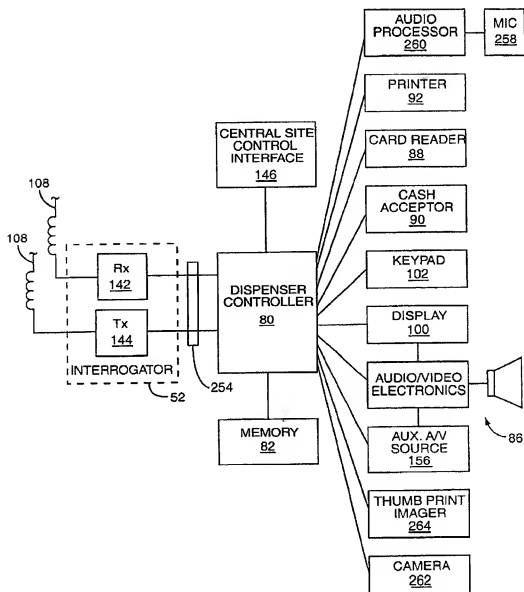 AUDIO
PROCESSOR
260
MIC
258
PRINTER
92
CENTRAL SITE
CONTROL
INTERFACE
146
CARD READER
88
108
108
CASH
ACCEPTOR
90
Rx
142
Tx
144
INTERROGATOR
52
254
DISPENSER
CONTROLLER
80
KEYPAD
102
DISPLAY
100
AUDIO/VIDEO
ELECTRONICS
86
MEMORY
82
AUX. A/V
SOURCE
156
THUMB PRINT
IMAGER
264
CAMERA
262